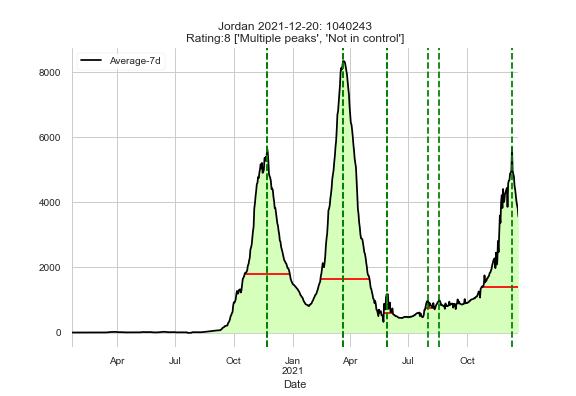 Jordan 2021-12-20: 1040243
Rating:8 ['Multiple peaks', 'Not in control']
Average-7d
8000
6000
4000
2000
0
Apr
Jul
Oct
Jan
2021
Apr
Jul
Oct
Date